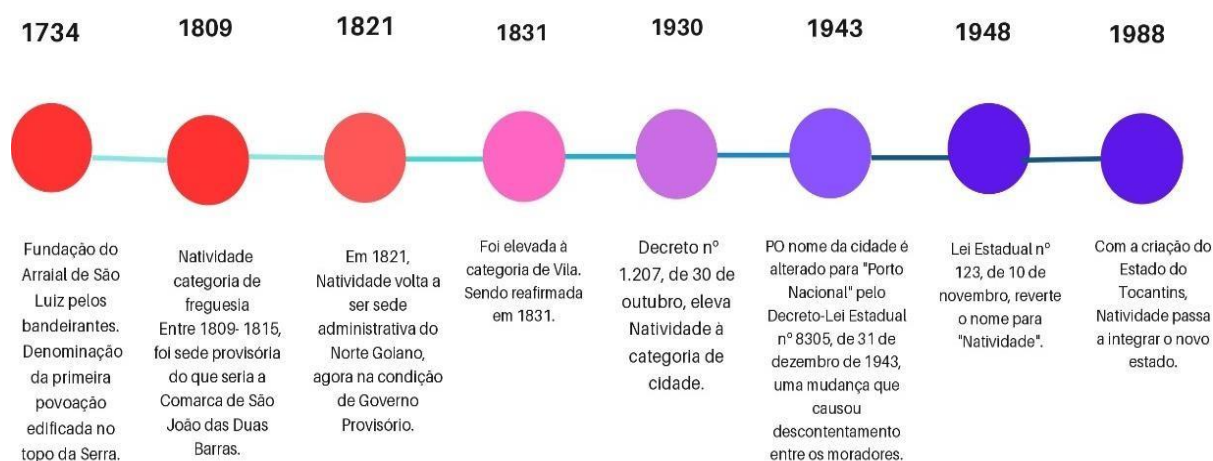 1734
1809
1821
1831
1930
1943
1948
1988
Fundação do
Arraial de São
Luiz pelos
bandeirantes.
Denominação
da primeira
povoação
edificada no
topo da Serra.
Natividade
categoria de
freguesia
Entre 1809- 1815,
foi sede provisória
do que seria a
Comarca de São
João das Duas
Barras.
Em 1821,
Natividade volta a
ser sede
administrativa do
Norte Goiano,
agora na condição
de Governo
Provisório.
Foi elevada à
categoria de Vila.
Sendo reafirmada
em 1831.
Decreto nº
1.207, de 30 de
outubro, eleva
Natividade à
categoria de
cidade.
PO nome da cidade é
alterado para "Porto
Nacional" pelo
Decreto-Lei Estadual
nº 8305, de 31 de
dezembro de 1943,
uma mudança que
causou
descontentamento
entre os moradores.
Lei Estadual nº
123, de 10 de
novembro, reverte
o nome para
"Natividade".
Com a criação do
Estado do
Tocantins,
Natividade passa
a integrar o novo
estado.